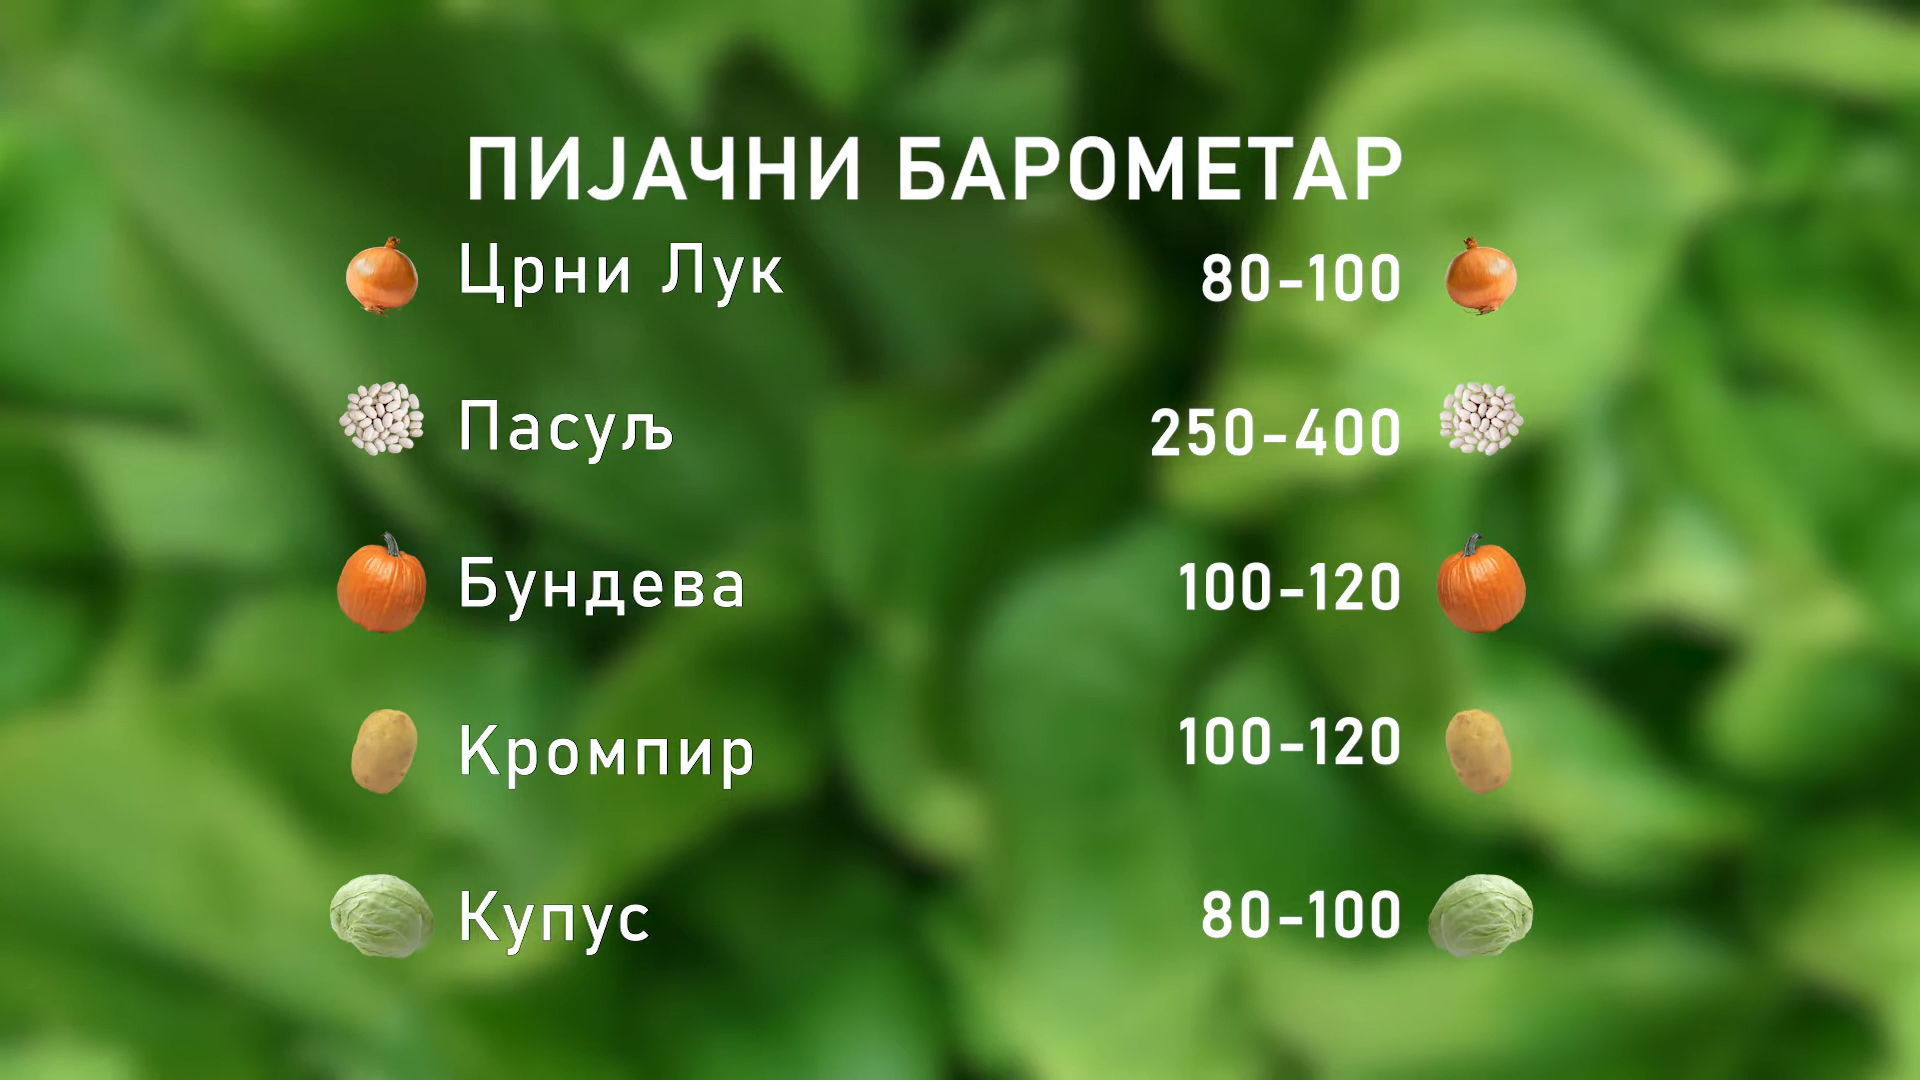 ПИЈАЧНИ БАРОМЕТАР
Црни Лук 80-100
Пасуљ 250-400
Бундева 100-120
Кромпир 100-120
Купус 80-100